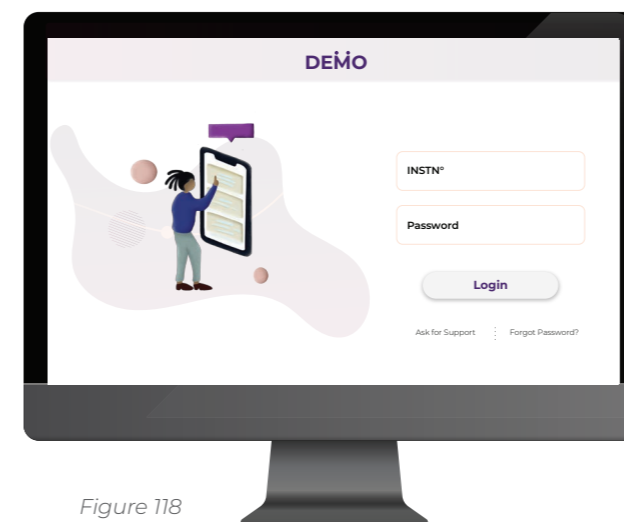 DEMO
INSTN°
Password
Login
Ask for Support
Forgot Password?
Figure 118